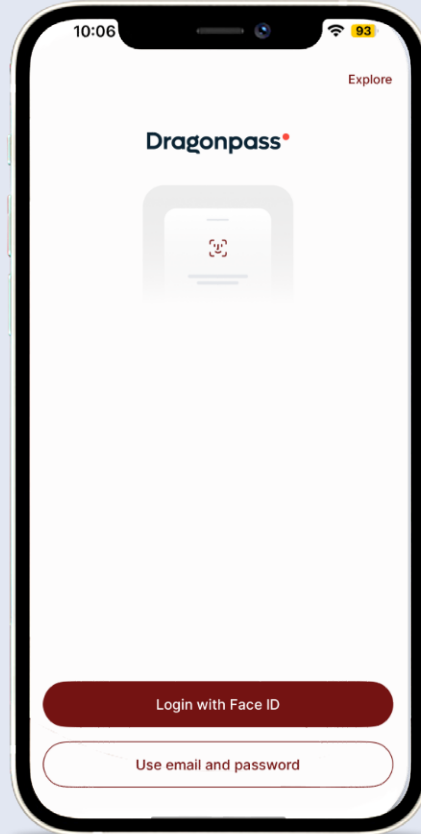 10:06
93
Explore
Dragonpass
Login with Face ID
Use email and password